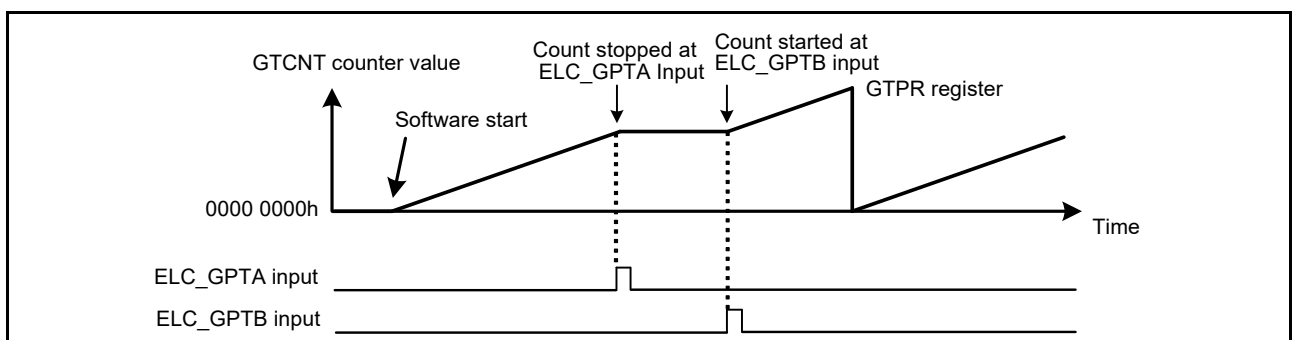 GTCNT counter value
Count stopped at
ELC_GPTA Input
Count started at
ELC_GPTB input
GTPR register
Software start
0000 0000h
Time
ELC_GPTA input
ELC_GPTB input